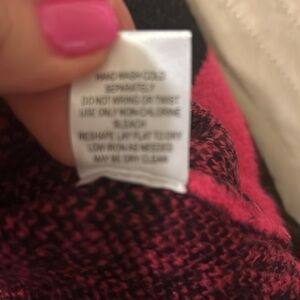 HAND WASH COLD
SEPARATELY
DO NOT WRING OR TWIST
USE ONLY NON-CHLORINE
BLEACH
RESHAPE LAY FLAT TO DRY
LOW IRON AS NEEDED
MAY BE DRY CLEAN